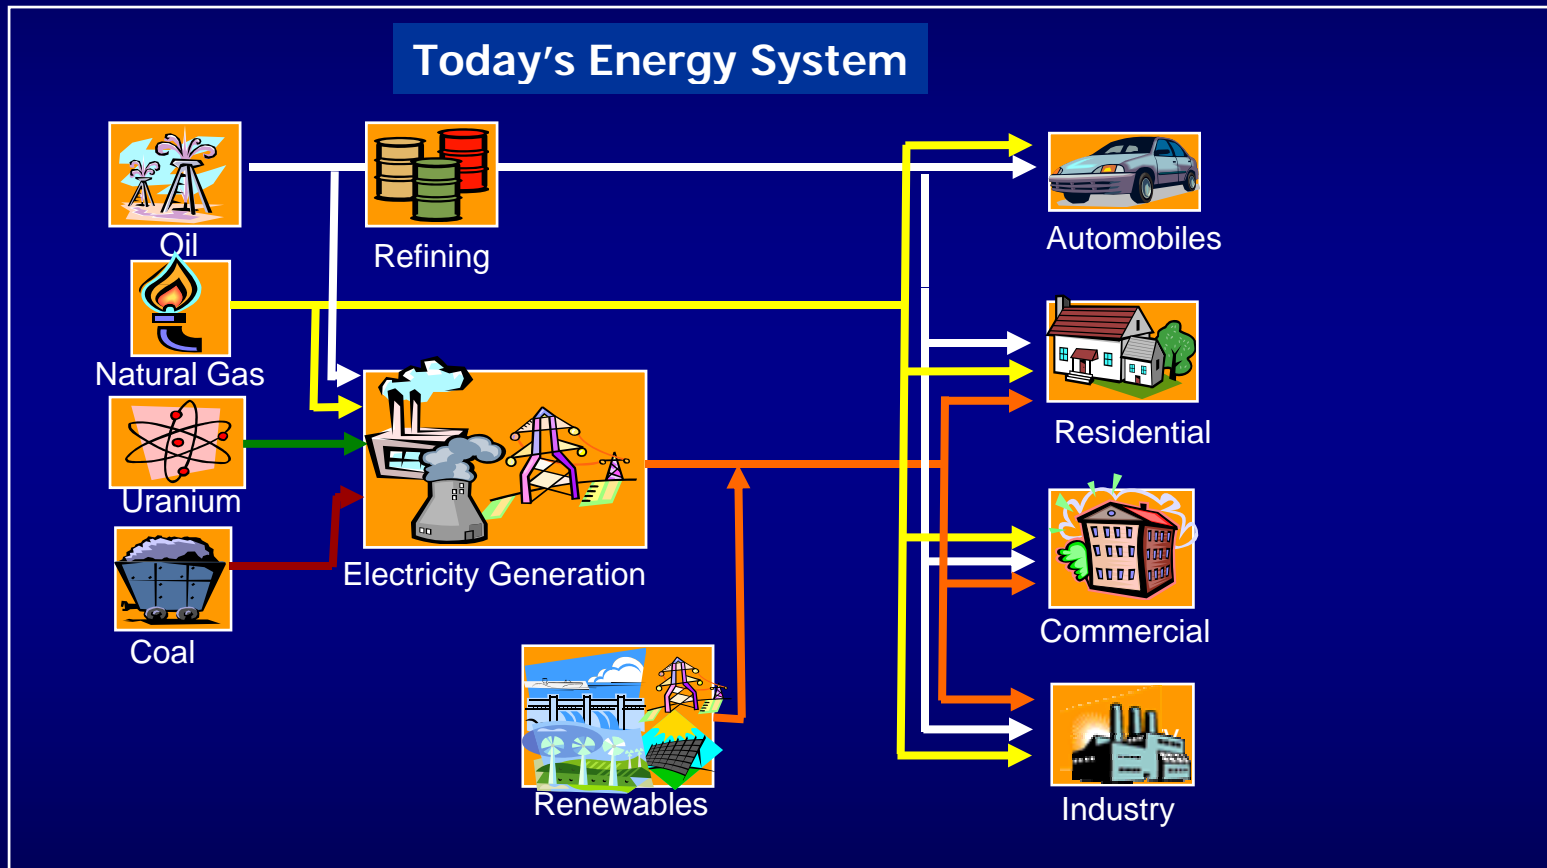 Today's Energy System
Oil
Refining
Automobiles
Natural Gas
Residential
Uranium
Electricity Generation
Commercial
Coal
Renewables
Industry